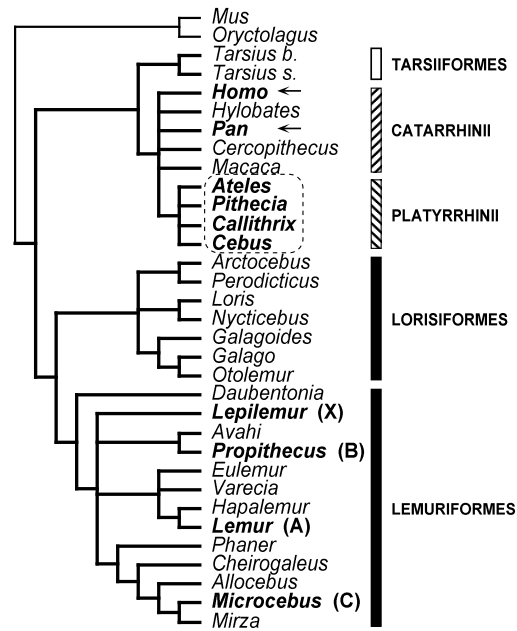 Mus
Oryctolagus
Tarsius b.
Tarsius s.
TARSIIFORMES
Homo
Hylobates
Pan
CATARRHINII
Cercopithecus
Macaca
Ateles
Pithecia
PLATYRRHINII
Callithrix
Cebus
Arctocebus
Perodicticus
Loris
LORISIFORMES
Nycticebus
Galagoides
Galago
Otolemur
Daubentonia
Lepilemur (X)
Avahi
Propithecus (B)
Eulemur
Varecia
Hapalemur
LEMURIFORMES
Lemur (A)
Phaner
Cheirogaleus
Allocebus
Microcebus (C)
Mirza